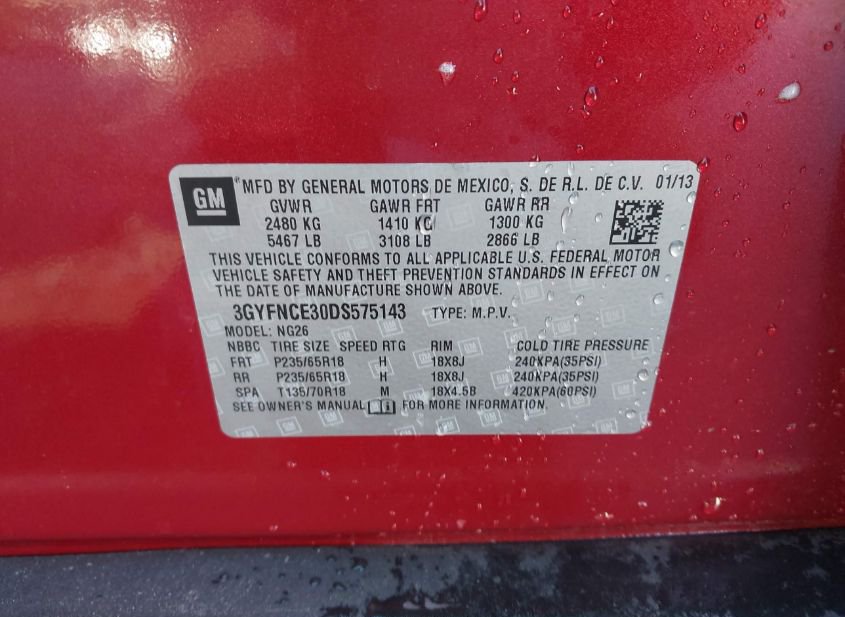 GM ® MFD BY GENERAL MOTORS DE MEXICO, S. DE R.L. DE C.V. 01/13
GVWR GAWR FRT GAWR RR
2480 KG 1410 KG 1300 KG
5467 LB 3108 LB 2866 LB
THIS VEHICLE CONFORMS TO ALL APPLICABLE U.S. FEDERAL MOTOR
VEHICLE SAFETY AND THEFT PREVENTION STANDARDS IN EFFECT ON
THE DATE OF MANUFACTURE SHOWN ABOVE.
3GYFNCE30DS575143 TYPE: M.P.V.
MODEL: NG26
NBBC TIRE SIZE SPEED RTG RIM COLD TIRE PRESSURE
FRT P235/65R18 H 18X8J 240KPA(35PSI)
RR P235/65R18 H 18X8J 240KPA(35PSI)
SPA T135/70R18 M 18X4.5B 420KPA(60PSI)
SEE OWNER'S MANUAL FOR MORE INFORMATION.